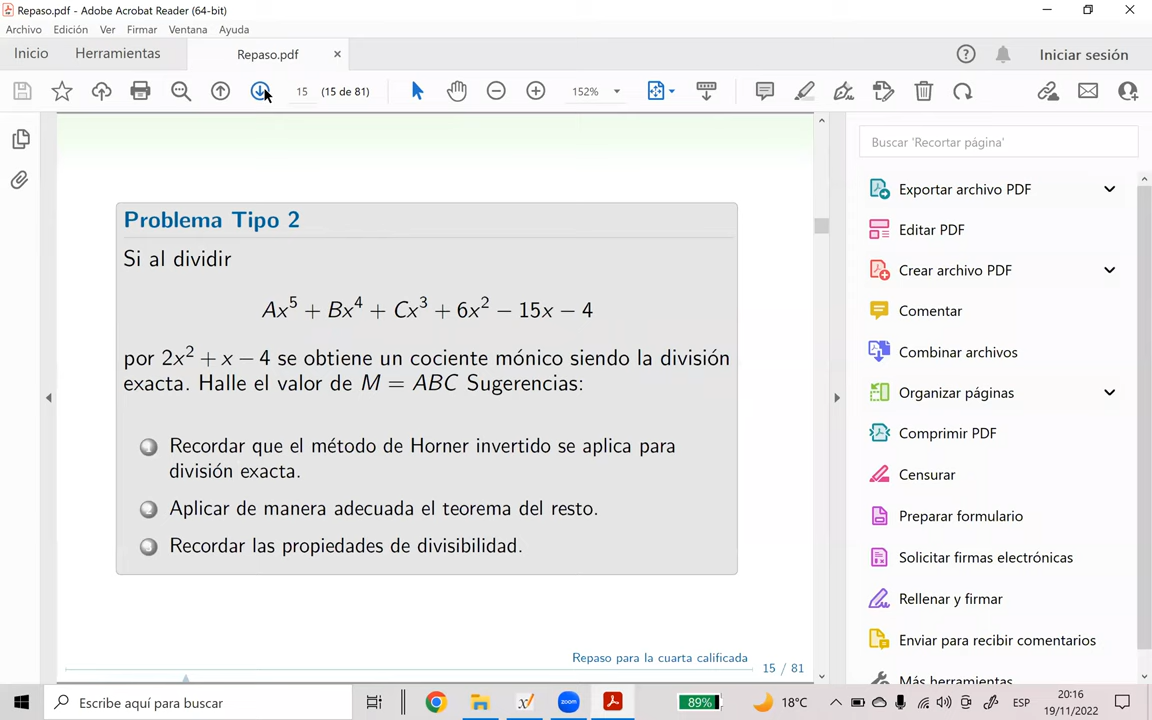 Repaso.pdf - Adobe Acrobat Reader (64-bit)
Archivo Edición Ver Firmar Ventana Ayuda
Inicio Herramientas Repaso.pdf × Iniciar sesión
15 (15 de 81) 152%
Buscar 'Recortar página'
Exportar archivo PDF
Editar PDF
Crear archivo PDF
Comentar
Combinar archivos
Organizar páginas
Comprimir PDF
Censurar
Preparar formulario
Solicitar firmas electrónicas
Rellenar y firmar
Enviar para recibir comentarios
Más herramientas
Problema Tipo 2
Si al dividir
Ax⁵ + Bx⁴ + Cx³ + 6x² − 15x − 4
por 2x² + x − 4 se obtiene un cociente mónico siendo la división
exacta. Halle el valor de M = ABC Sugerencias:
1 Recordar que el método de Horner invertido se aplica para
división exacta.
2 Aplicar de manera adecuada el teorema del resto.
3 Recordar las propiedades de divisibilidad.
Repaso para la cuarta calificada 15 / 81
Escribe aquí para buscar
zoom
89%
18°C
ESP
20:16
19/11/2022